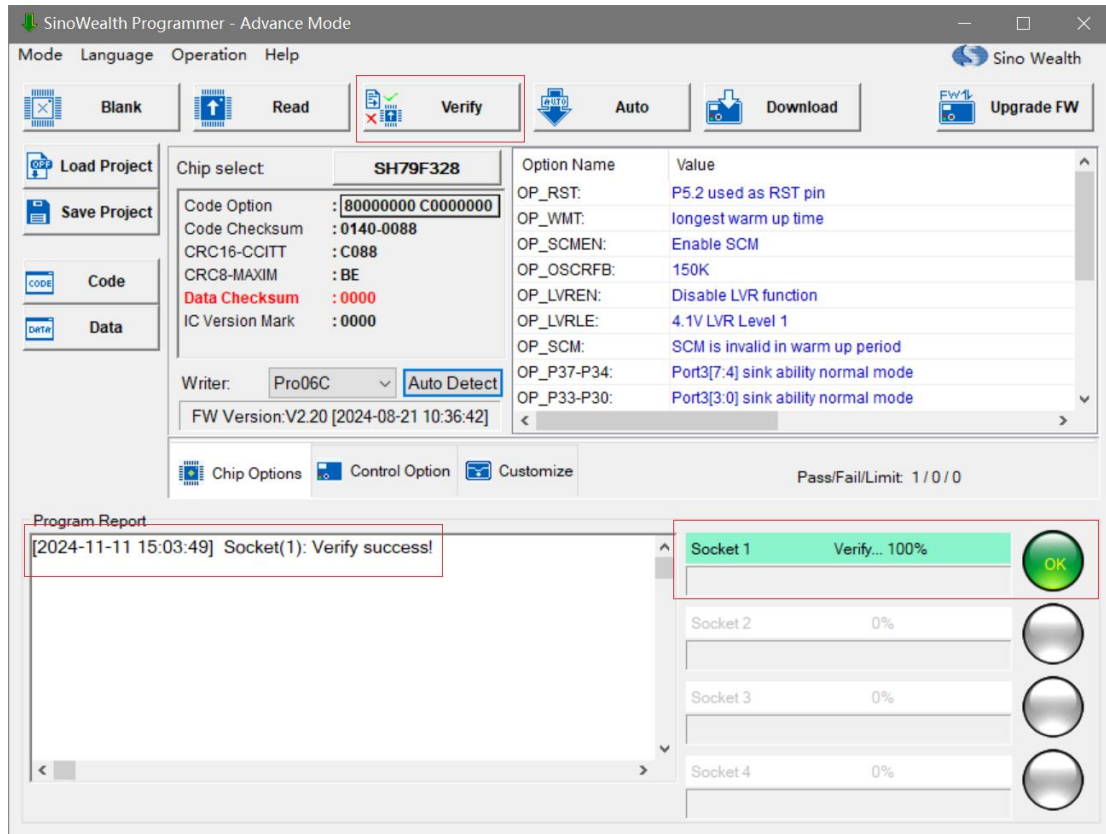 SinoWealth Programmer - Advance Mode
Mode Language Operation Help
Sino Wealth
Blank Read Verify AUTO Auto Download FW Upgrade FW
OPF Load Project
Save Project
CODE Code
DATA Data
Chip select: SH79F328
Code Option : 80000000 C0000000
Code Checksum : 0140-0088
CRC16-CCITT : C088
CRC8-MAXIM : BE
Data Checksum : 0000
IC Version Mark : 0000
Writer: Pro06C Auto Detect
FW Version:V2.20 [2024-08-21 10:36:42]
Option Name Value
OP_RST: P5.2 used as RST pin
OP_WMT: longest warm up time
OP_SCMEN: Enable SCM
OP_OSCRFB: 150K
OP_LVREN: Disable LVR function
OP_LVRLE: 4.1V LVR Level 1
OP_SCM: SCM is invalid in warm up period
OP_P37-P34: Port3[7:4] sink ability normal mode
OP_P33-P30: Port3[3:0] sink ability normal mode
Chip Options Control Option Customize
Pass/Fail/Limit: 1 / 0 / 0
Program Report
[2024-11-11 15:03:49] Socket(1): Verify success!
Socket 1 Verify... 100% OK
Socket 2 0%
Socket 3 0%
Socket 4 0%